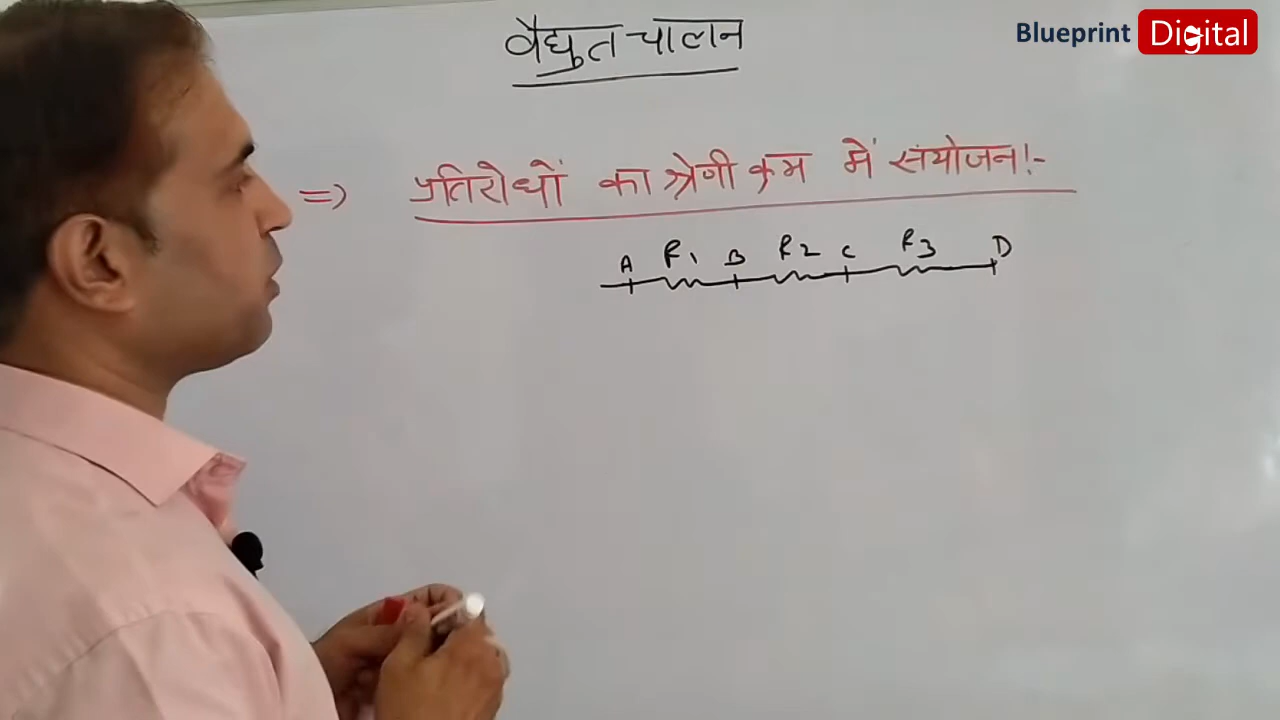 Blueprint Digital
वैद्युत चालन
=> प्रतिरोधों का श्रेणी क्रम में संयोजन:-
A R1 B R2 C R3 D